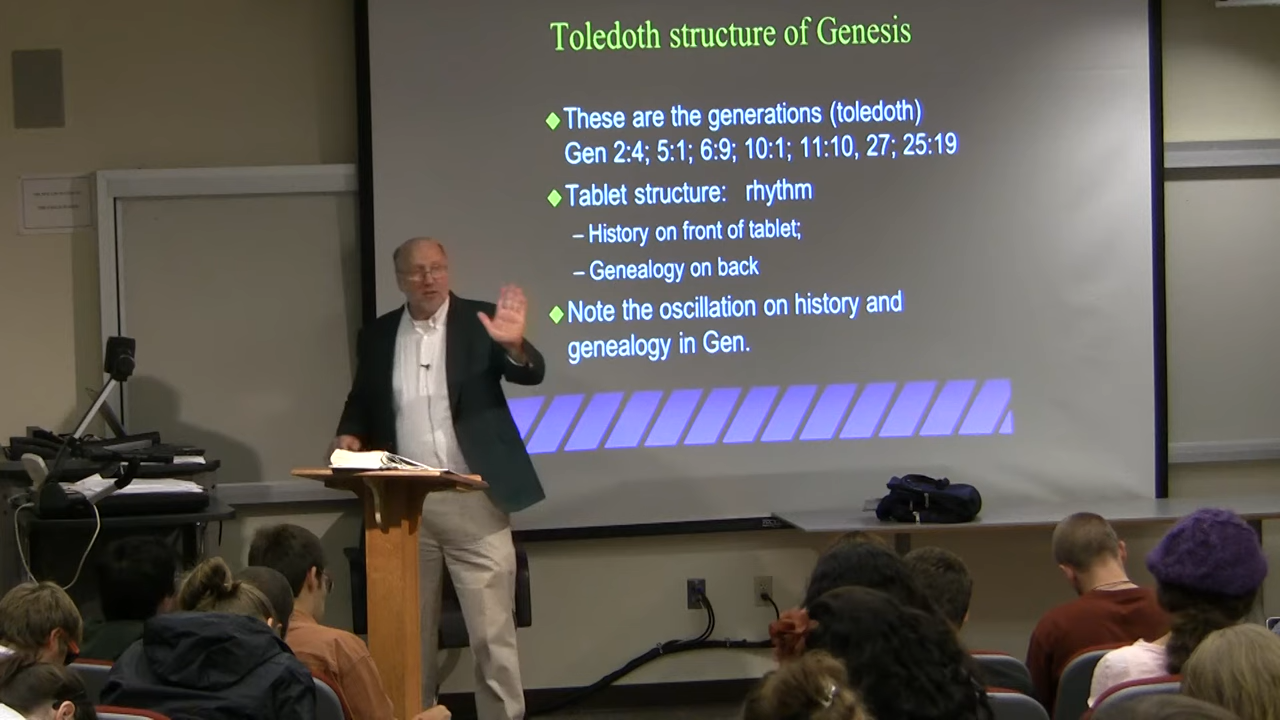 Toledoth structure of Genesis
These are the generations (toledoth)
Gen 2:4; 5:1; 6:9; 10:1; 11:10, 27; 25:19
Tablet structure: rhythm
– History on front of tablet;
– Genealogy on back
Note the oscillation on history and
genealogy in Gen.